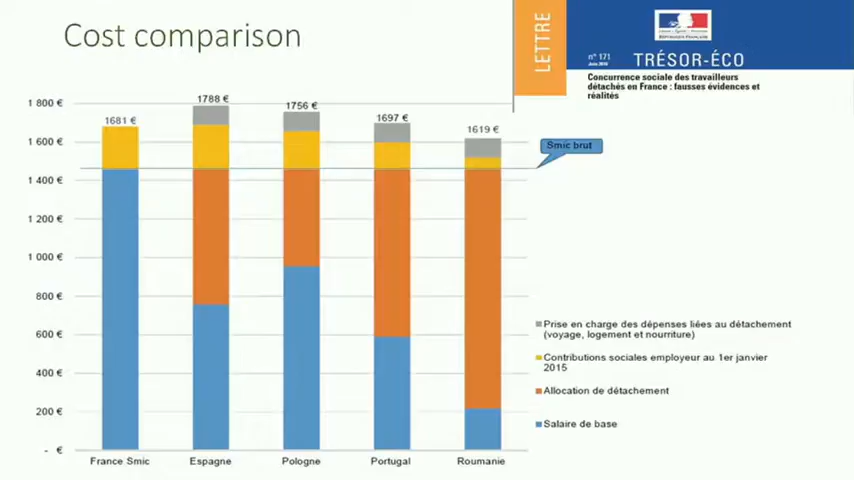 Cost comparison
LETTRE
RÉPUBLIQUE FRANÇAISE
n° 171
TRÉSOR-ÉCO
Concurrence sociale des travailleurs
détachés en France : fausses évidences et
réalités
1 800 €
1 600 €
1 400 €
1 200 €
1 000 €
800 €
600 €
400 €
200 €
- €
1681 €
1788 €
1756 €
1697 €
1619 €
Smic brut
France Smic
Espagne
Pologne
Portugal
Roumanie
Prise en charge des dépenses liées au détachement
(voyage, logement et nourriture)
Contributions sociales employeur au 1er janvier
2015
Allocation de détachement
Salaire de base